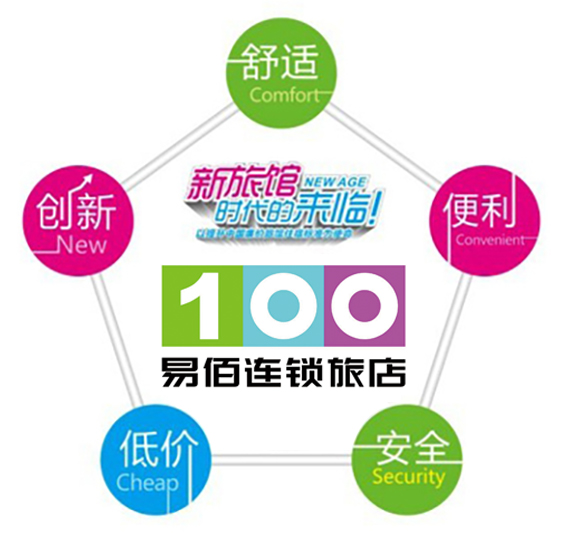 舒适
Comfort
创新
New
新旅馆
NEW AGE
时代的来临!
便利
Convenient
100
易佰连锁旅店
低价
Cheap
安全
Security